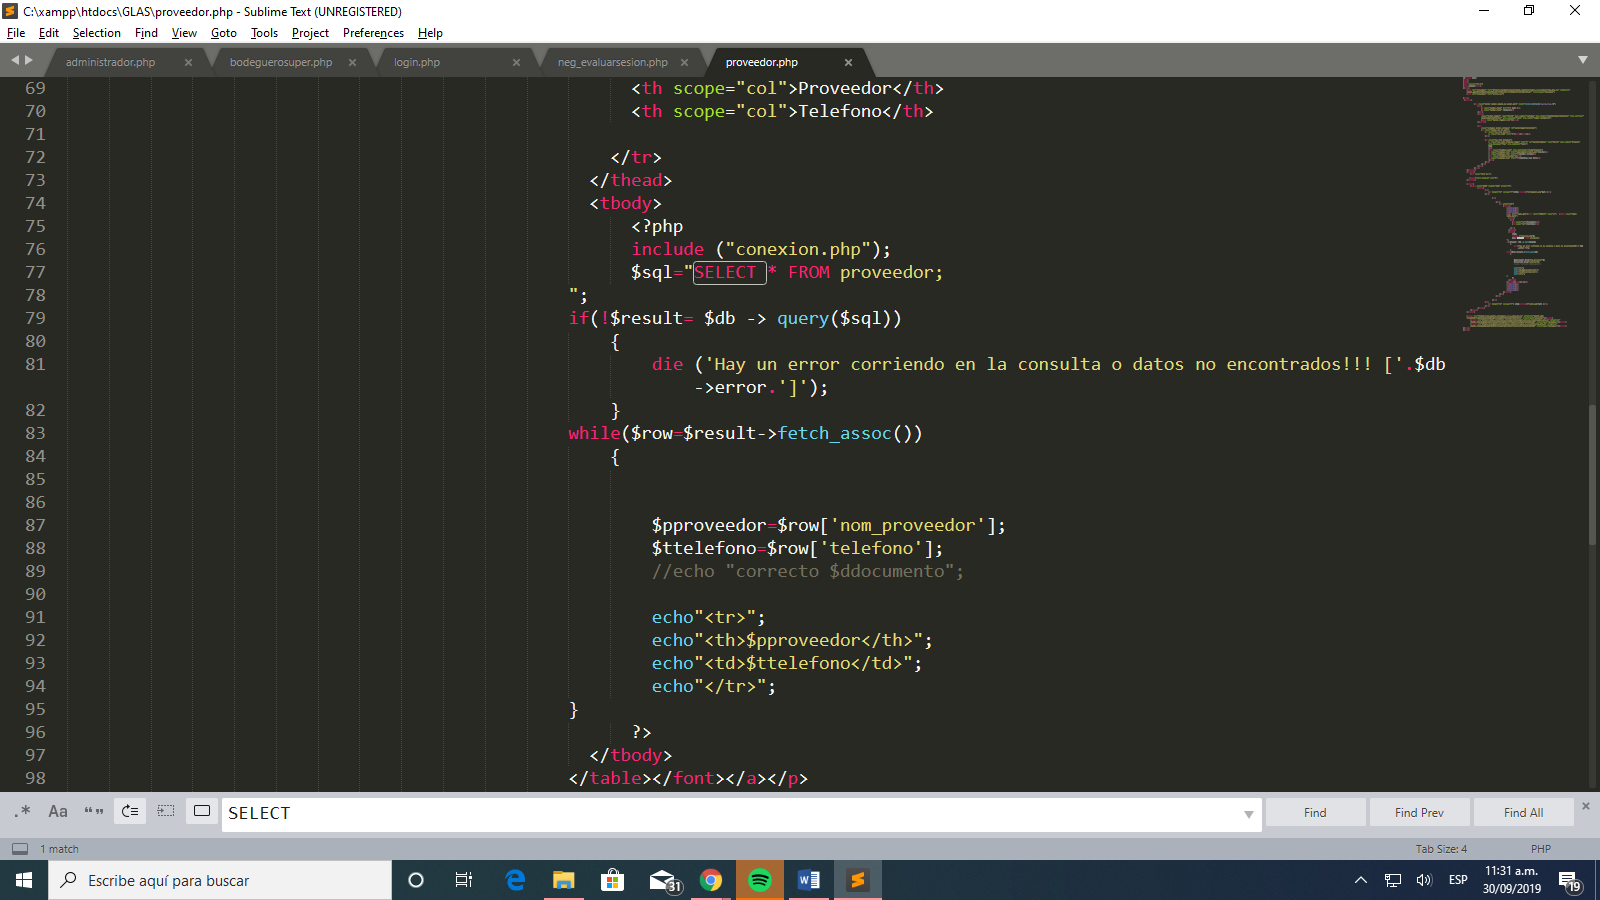 C:\xampp\htdocs\GLAS\proveedor.php - Sublime Text (UNREGISTERED)
File Edit Selection Find View Goto Tools Project Preferences Help
administrador.php bodeguerosuper.php login.php neg_evaluarsesion.php proveedor.php
69 <th scope="col">Proveedor</th>
70 <th scope="col">Telefono</th>
71
72 </tr>
73 </thead>
74 <tbody>
75 <?php
76 include ("conexion.php");
77 $sql="SELECT * FROM proveedor;
78 ";
79 if(!$result= $db -> query($sql))
80 {
81 die ('Hay un error corriendo en la consulta o datos no encontrados!!! ['.$db
->error.']');
82 }
83 while($row=$result->fetch_assoc())
84 {
85
86
87 $pproveedor=$row['nom_proveedor'];
88 $ttelefono=$row['telefono'];
89 //echo "correcto $ddocumento";
90
91 echo"<tr>";
92 echo"<th>$pproveedor</th>";
93 echo"<td>$ttelefono</td>";
94 echo"</tr>";
95 }
96 ?>
97 </tbody>
98 </table></font></a></p>
.* Aa “” SELECT Find Find Prev Find All
1 match Tab Size: 4 PHP
Escribe aquí para buscar 31 ESP 11:31 a.m. 19
30/09/2019